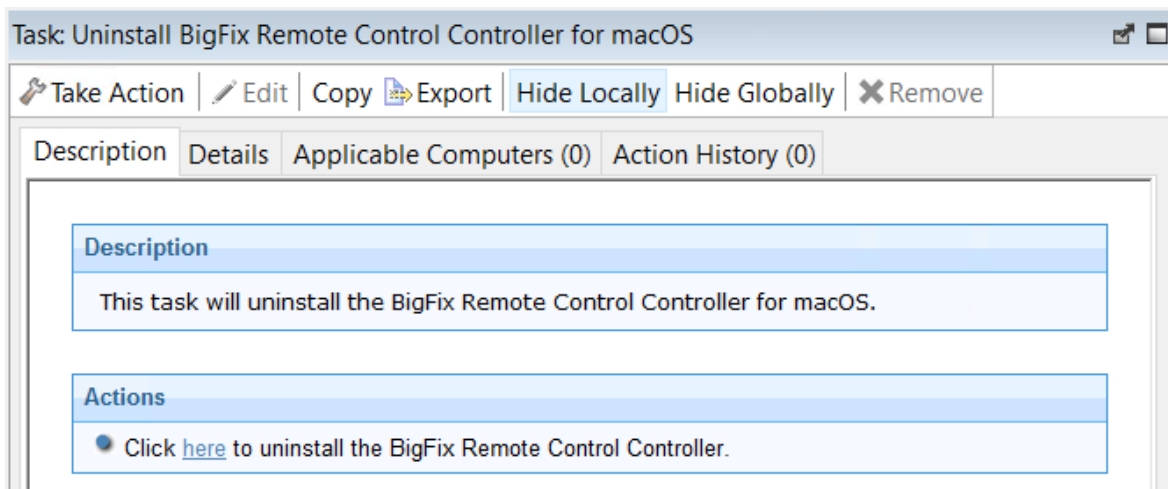 Task: Uninstall BigFix Remote Control Controller for macOS
Take Action Edit Copy Export Hide Locally Hide Globally Remove
Description Details Applicable Computers (0) Action History (0)
Description
This task will uninstall the BigFix Remote Control Controller for macOS.
Actions
Click here to uninstall the BigFix Remote Control Controller.